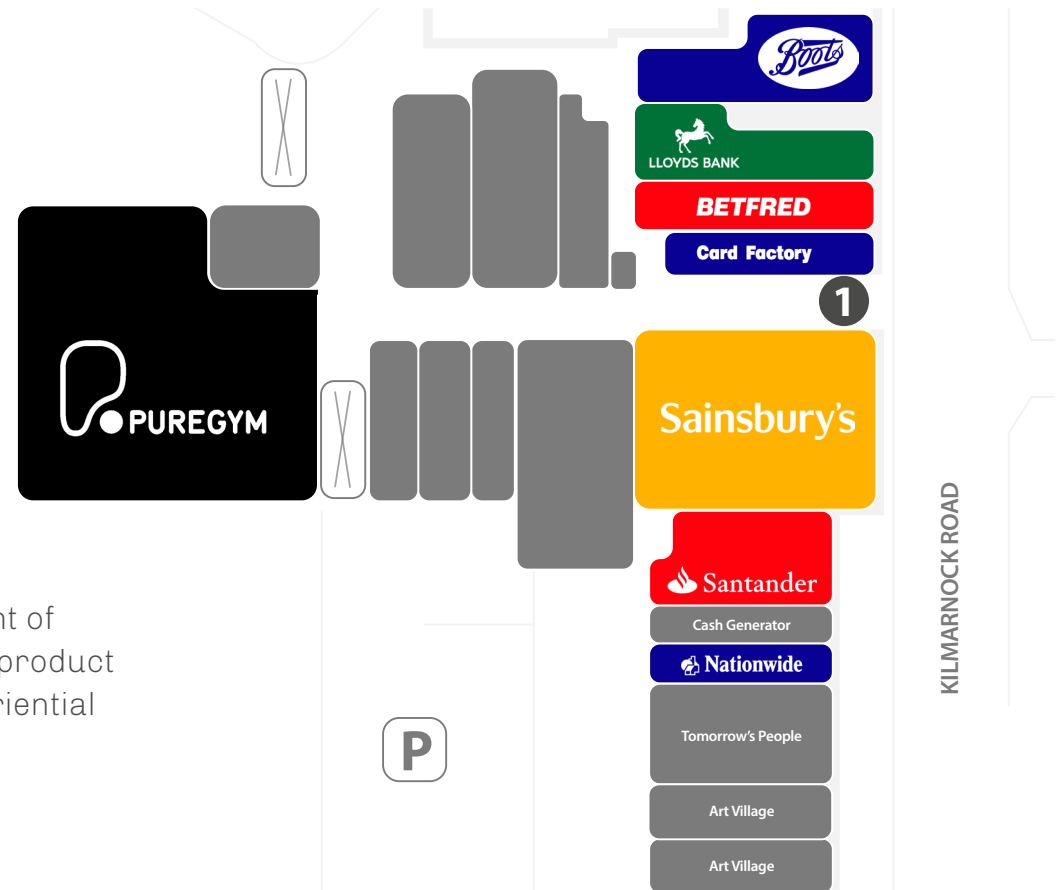 Boots
LLOYDS BANK
BETFRED
Card Factory
1
PUREGYM
Sainsbury's
Santander
Cash Generator
Nationwide
Tomorrow's People
Art Village
Art Village
KILMARNOCK ROAD
P
nt of
product
riential